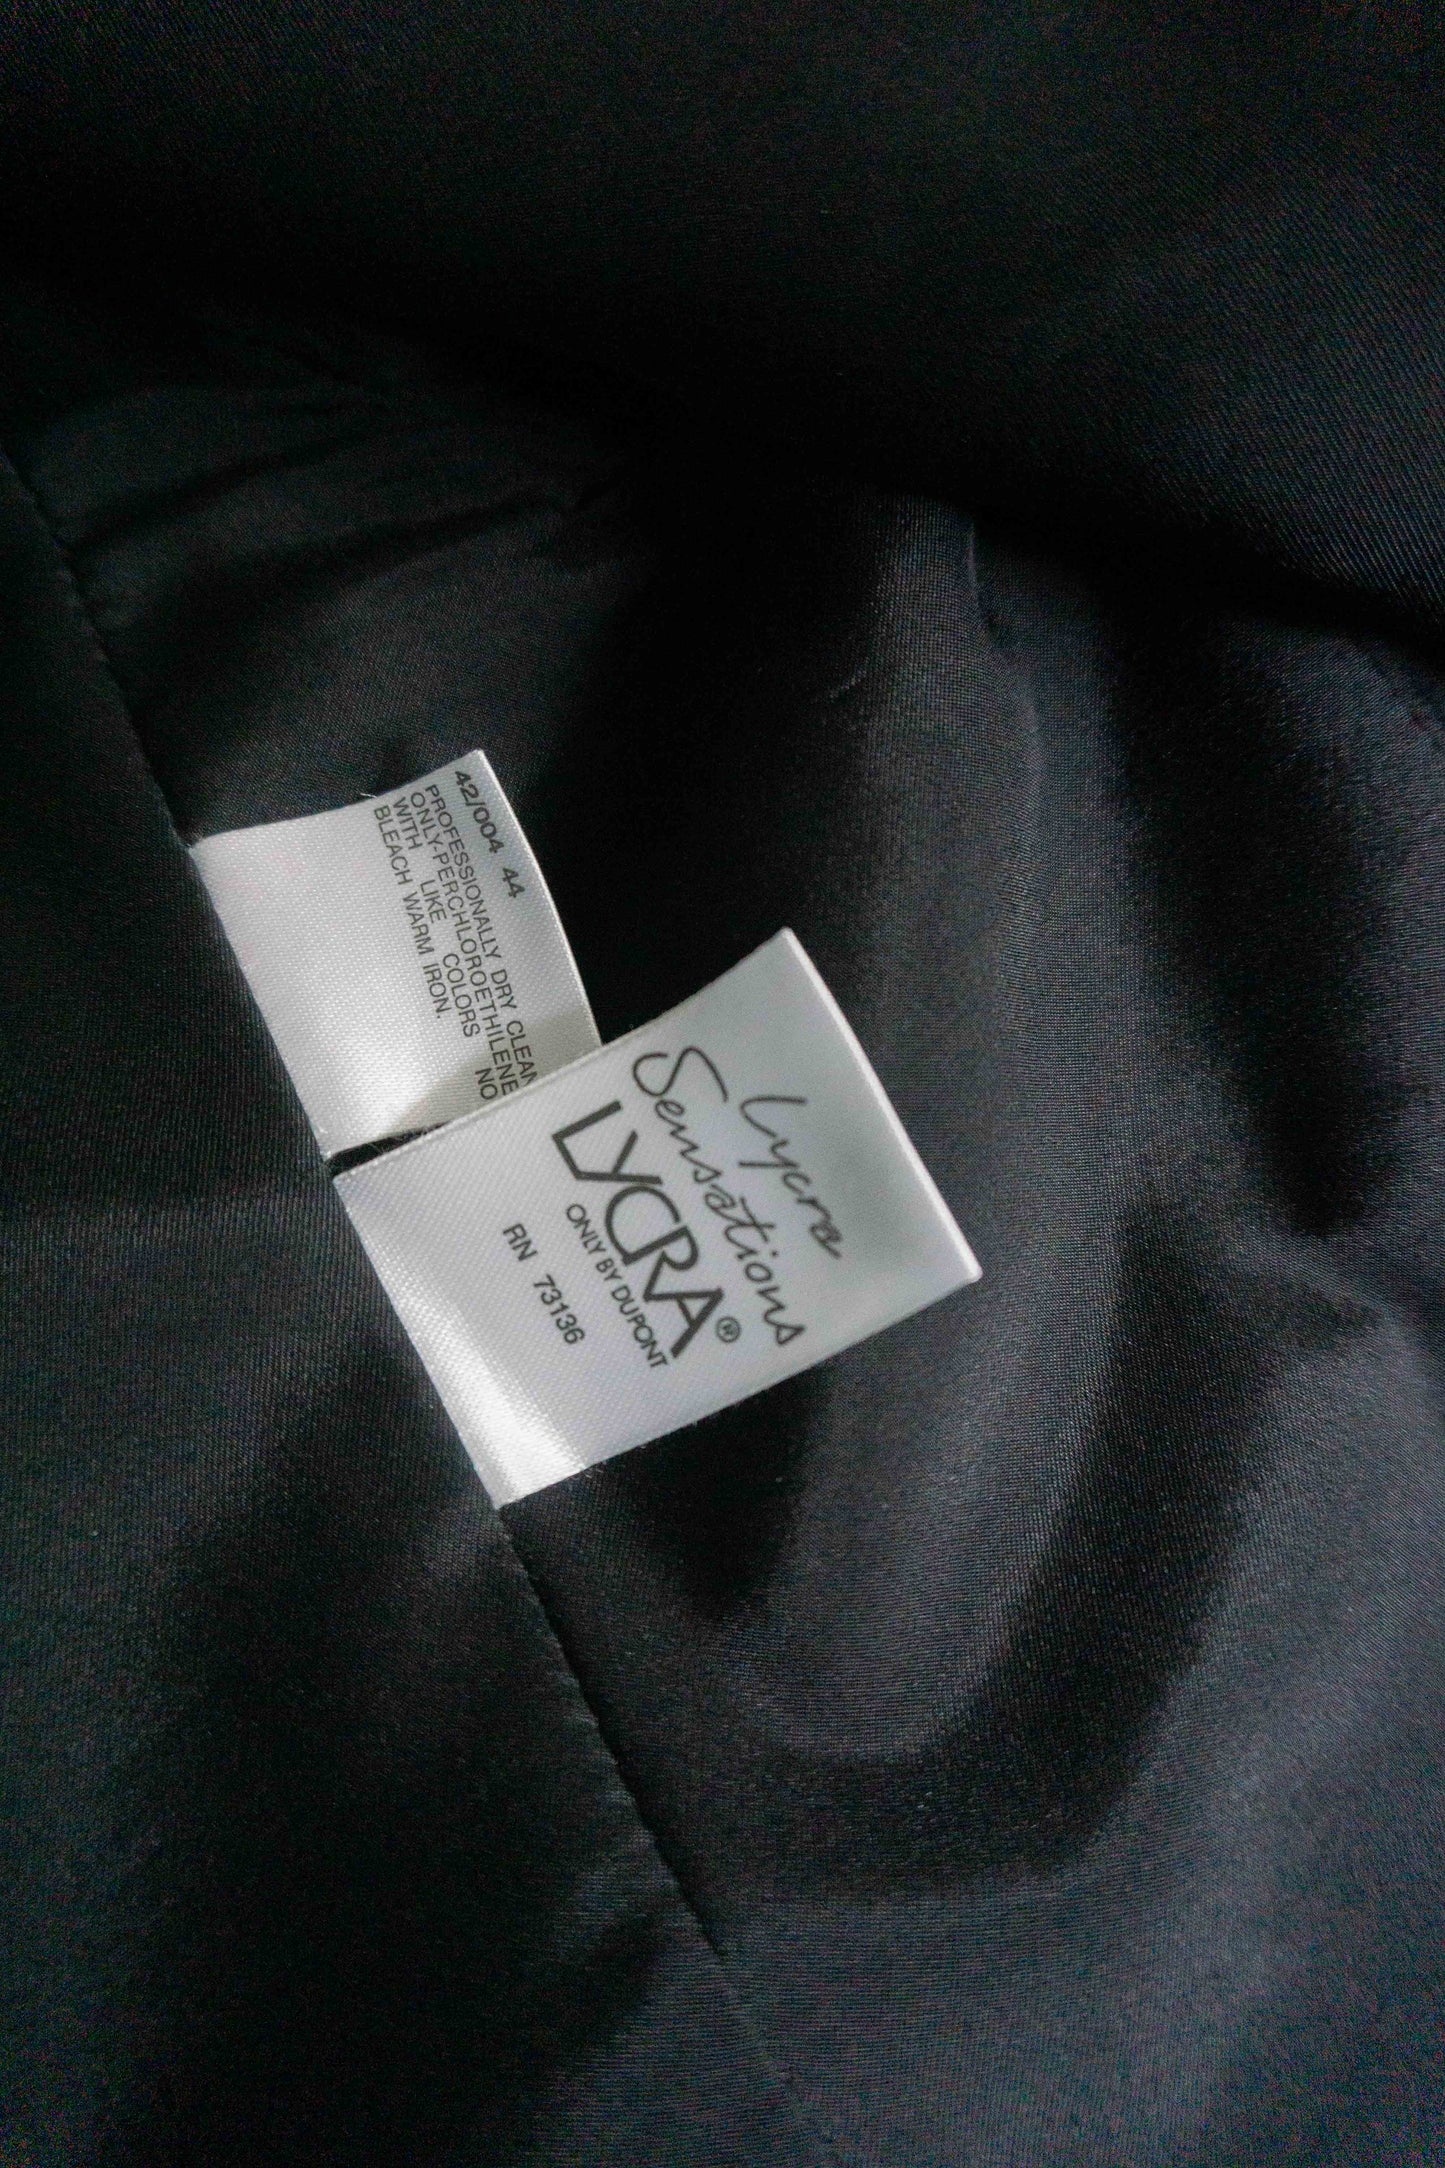 42/004 44
PROFESSIONALLY DRY CLEAN
ONLY-PERCHLOROETHILENE
WITH LIKE COLORS NO
BLEACH WARM IRON.
Lycra
Sensations
LYCRA®
ONLY BY DUPONT
RN 73136